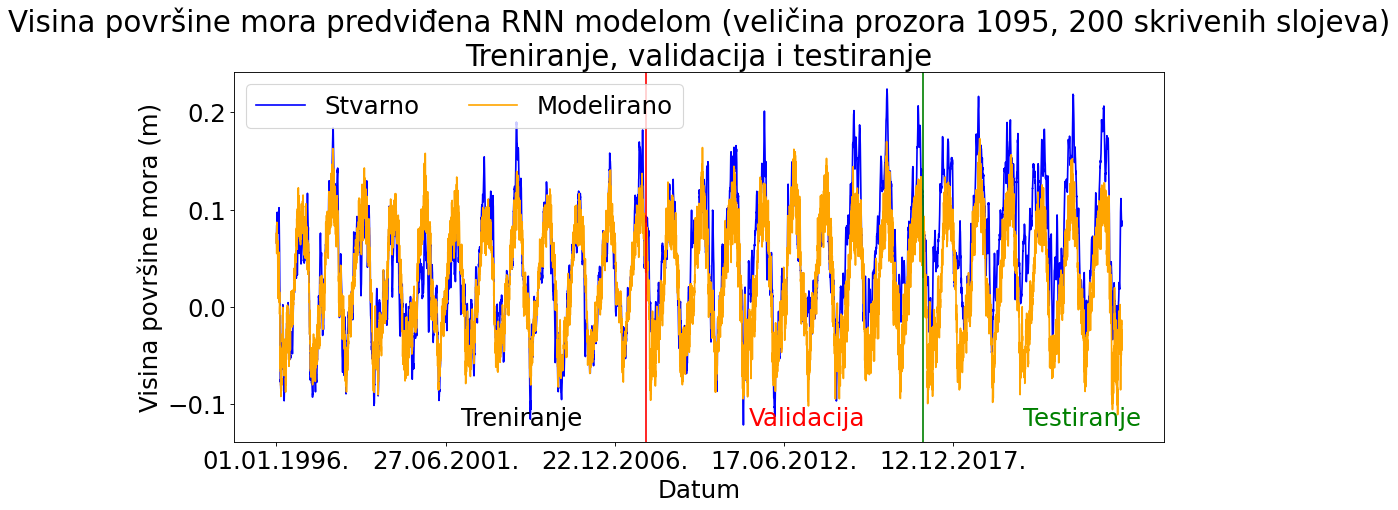 Visina površine mora predviđena RNN modelom (veličina prozora 1095, 200 skrivenih slojeva)
Treniranje, validacija i testiranje
Stvarno
Modelirano
Visina površine mora (m)
0.2
0.1
0.0
−0.1
Treniranje
Validacija
Testiranje
01.01.1996.
27.06.2001.
22.12.2006.
17.06.2012.
12.12.2017.
Datum